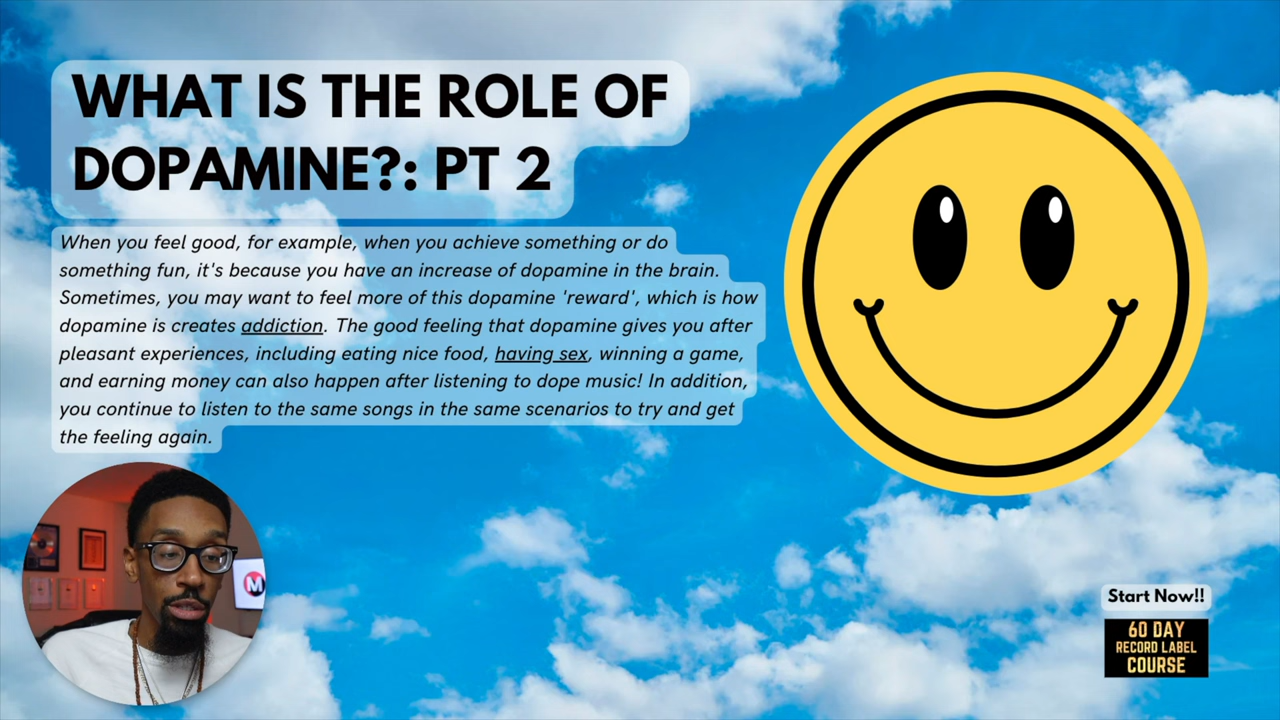 WHAT IS THE ROLE OF
DOPAMINE?: PT 2
When you feel good, for example, when you achieve something or do
something fun, it's because you have an increase of dopamine in the brain.
Sometimes, you may want to feel more of this dopamine 'reward', which is how
dopamine is creates addiction. The good feeling that dopamine gives you after
pleasant experiences, including eating nice food, having sex, winning a game,
and earning money can also happen after listening to dope music! In addition,
you continue to listen to the same songs in the same scenarios to try and get
the feeling again.
M
Start Now!!
60 DAY
RECORD LABEL
COURSE